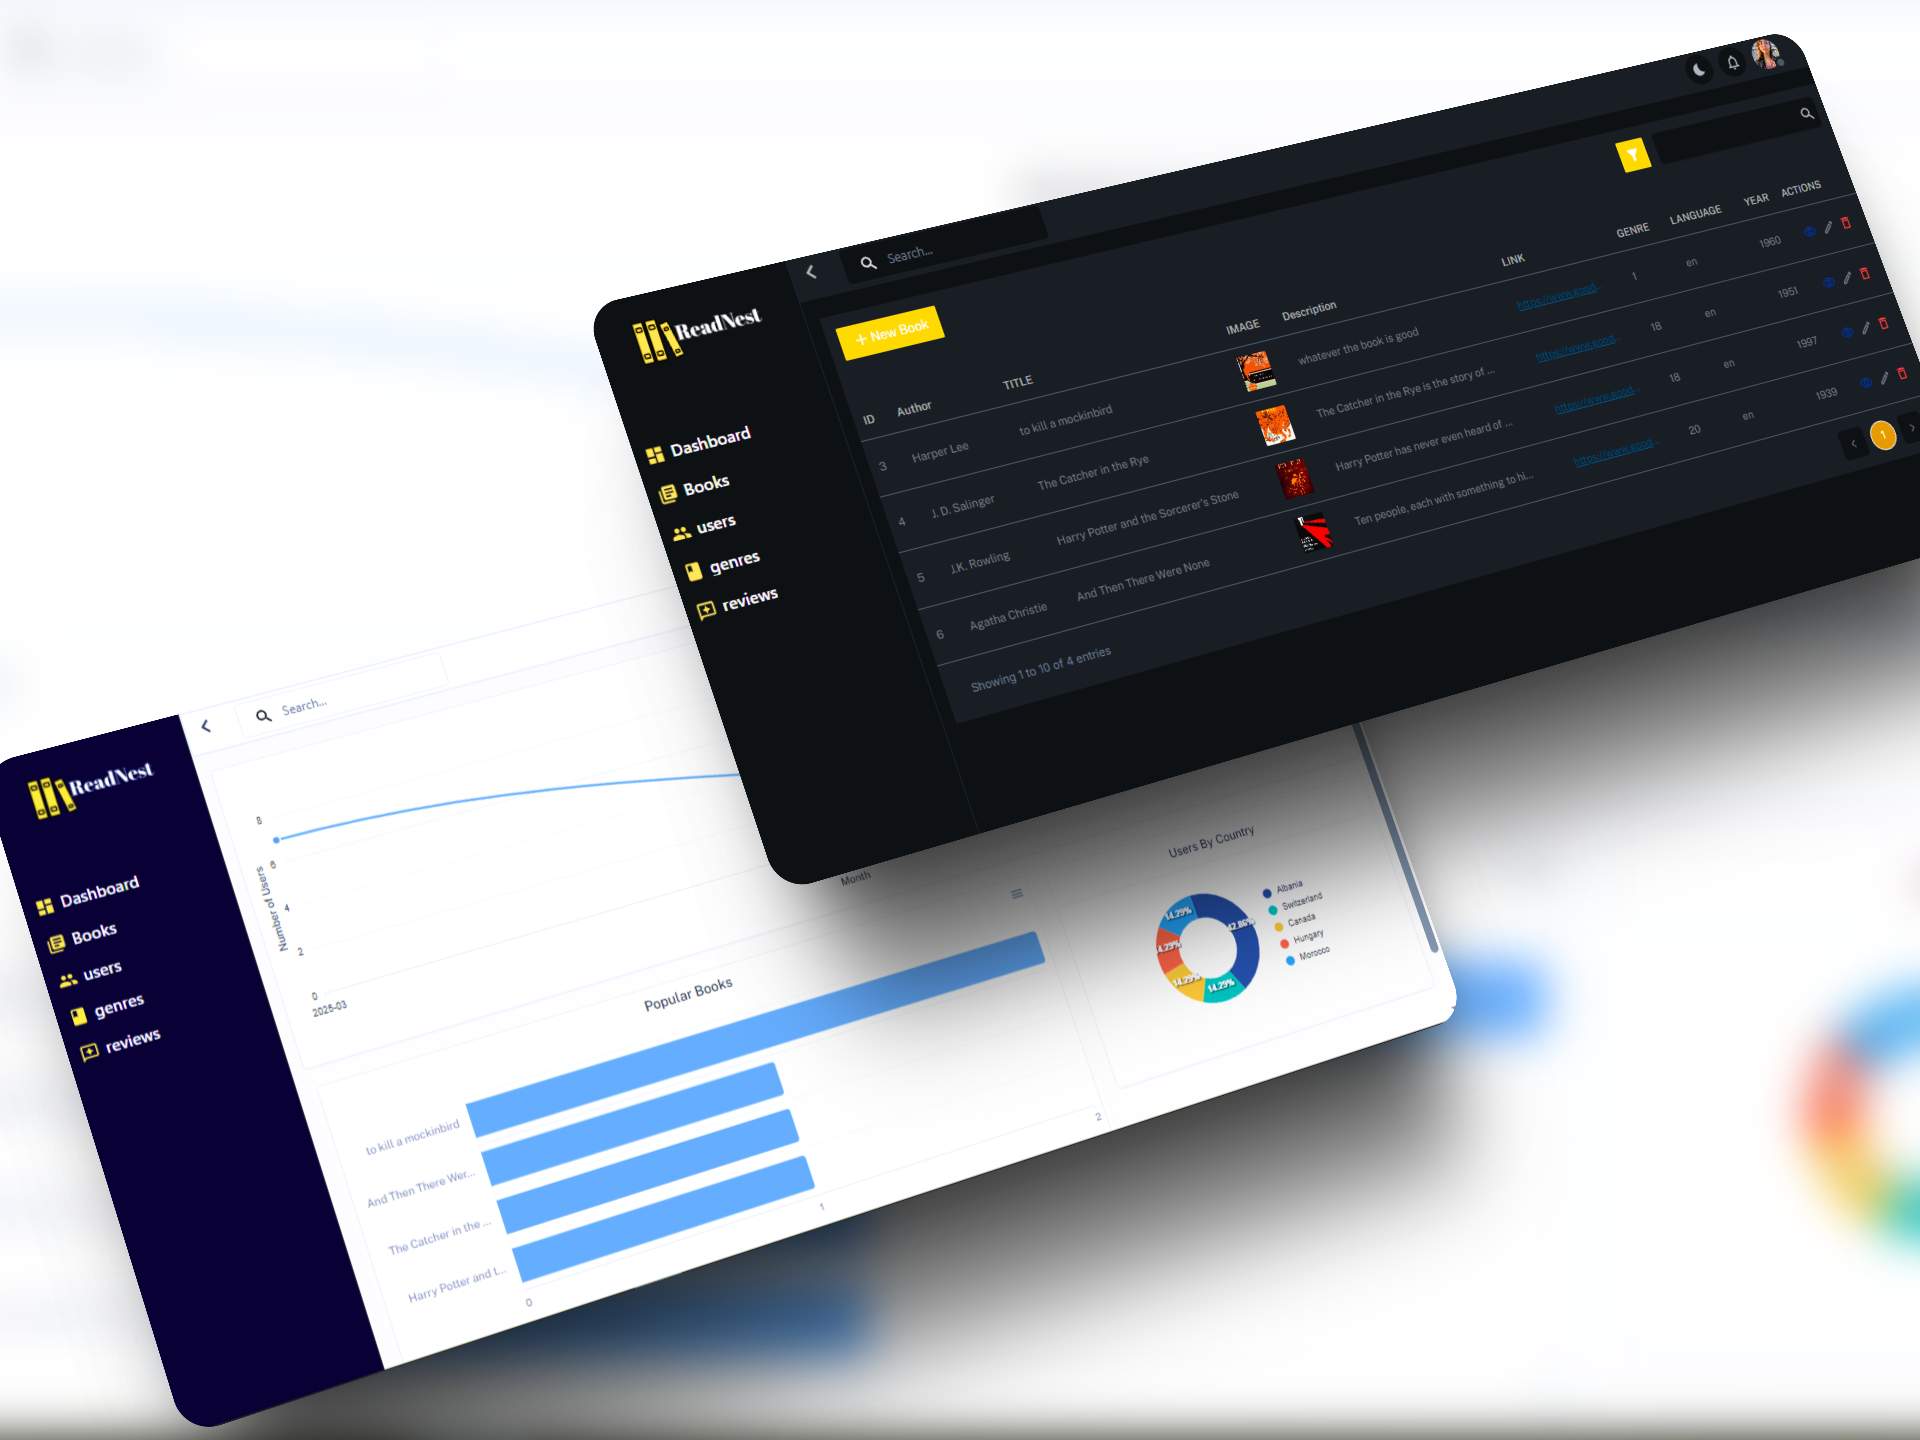 Search...
ReadNest
+ New Book
Dashboard
Books
users
genres
reviews
ID Author TITLE IMAGE Description LINK GENRE LANGUAGE YEAR ACTIONS
3 Harper Lee to kill a mockinbird whatever the book is good https://www.good... 1 en 1960
4 J. D. Salinger The Catcher in the Rye The Catcher in the Rye is the story of ... https://www.good... 18 en 1951
5 J.K. Rowling Harry Potter and the Sorcerer's Stone Harry Potter has never even heard of ... https://www.good... 18 en 1997
6 Agatha Christie And Then There Were None Ten people, each with something to hi... https://www.good... 20 en 1939
Showing 1 to 10 of 4 entries
1
Search...
ReadNest
Dashboard
Books
users
genres
reviews
Number of Users
8
6
4
2
0
2025-03
Month
Popular Books
to kill a mockinbird
And Then There Wer...
The Catcher in the ...
Harry Potter and t...
0
1
2
Users By Country
14.29%
42.86%
14.29%
14.29%
Albania
Switzerland
Canada
Hungary
Morocco